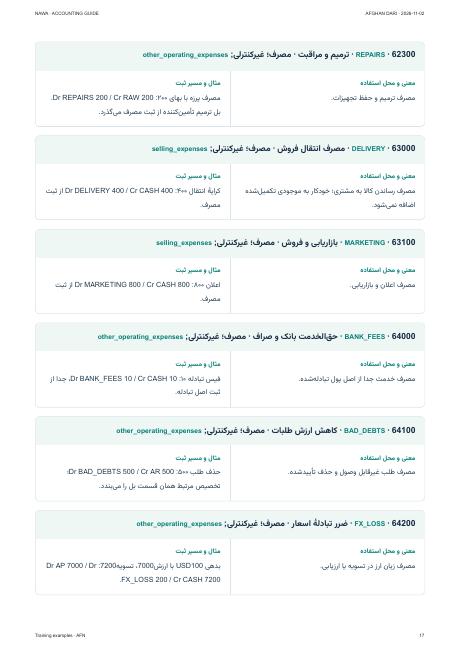 NAWA · ACCOUNTING GUIDE
AFGHAN DARI · 2026-11-02
62300 · REPAIRS · ترمیم و مراقبت · مصرف؛ غیرکنترلی؛ other_operating_expenses
معنی و محل استفاده
مصرف ترمیم و حفظ تجهیزات.
مثال و مسیر ثبت
مصرف پرزه با بهای ۲۰۰: Dr REPAIRS 200 / Cr RAW 200.
بل ترمیم تأمین‌کننده از ثبت مصرف می‌گذرد.
63000 · DELIVERY · مصرف انتقال فروش · مصرف؛ غیرکنترلی؛ selling_expenses
معنی و محل استفاده
مصرف رساندن کالا به مشتری؛ خودکار به موجودی تکمیل‌شده
اضافه نمی‌شود.
مثال و مسیر ثبت
کرایهٔ انتقال ۴۰۰: Dr DELIVERY 400 / Cr CASH 400 از ثبت
مصرف.
63100 · MARKETING · بازاریابی و فروش · مصرف؛ غیرکنترلی؛ selling_expenses
معنی و محل استفاده
مصرف اعلان و بازاریابی.
مثال و مسیر ثبت
اعلان ۸۰۰: Dr MARKETING 800 / Cr CASH 800 از ثبت
مصرف.
64000 · BANK_FEES · حق‌الخدمت بانک و صراف · مصرف؛ غیرکنترلی؛ other_operating_expenses
معنی و محل استفاده
مصرف خدمت جدا از اصل پول تبادله‌شده.
مثال و مسیر ثبت
فیس تبادله ۱۰: Dr BANK_FEES 10 / Cr CASH 10، جدا از
ثبت اصل تبادله.
64100 · BAD_DEBTS · کاهش ارزش طلبات · مصرف؛ غیرکنترلی؛ other_operating_expenses
معنی و محل استفاده
مصرف طلب غیرقابل وصول و حذف تأییدشده.
مثال و مسیر ثبت
حذف طلب ۵۰۰: Dr BAD_DEBTS 500 / Cr AR 500؛
تخصیص مرتبط همان قسمت بل را می‌بندد.
64200 · FX_LOSS · ضرر تبادلهٔ اسعار · مصرف؛ غیرکنترلی؛ other_operating_expenses
معنی و محل استفاده
مصرف زیان ارز در تسویه یا ارزیابی.
مثال و مسیر ثبت
بدهی USD100 با ارزش7000، تسویه7200: Dr AP 7000 / Dr
FX_LOSS 200 / Cr CASH 7200.
Training examples · AFN
17